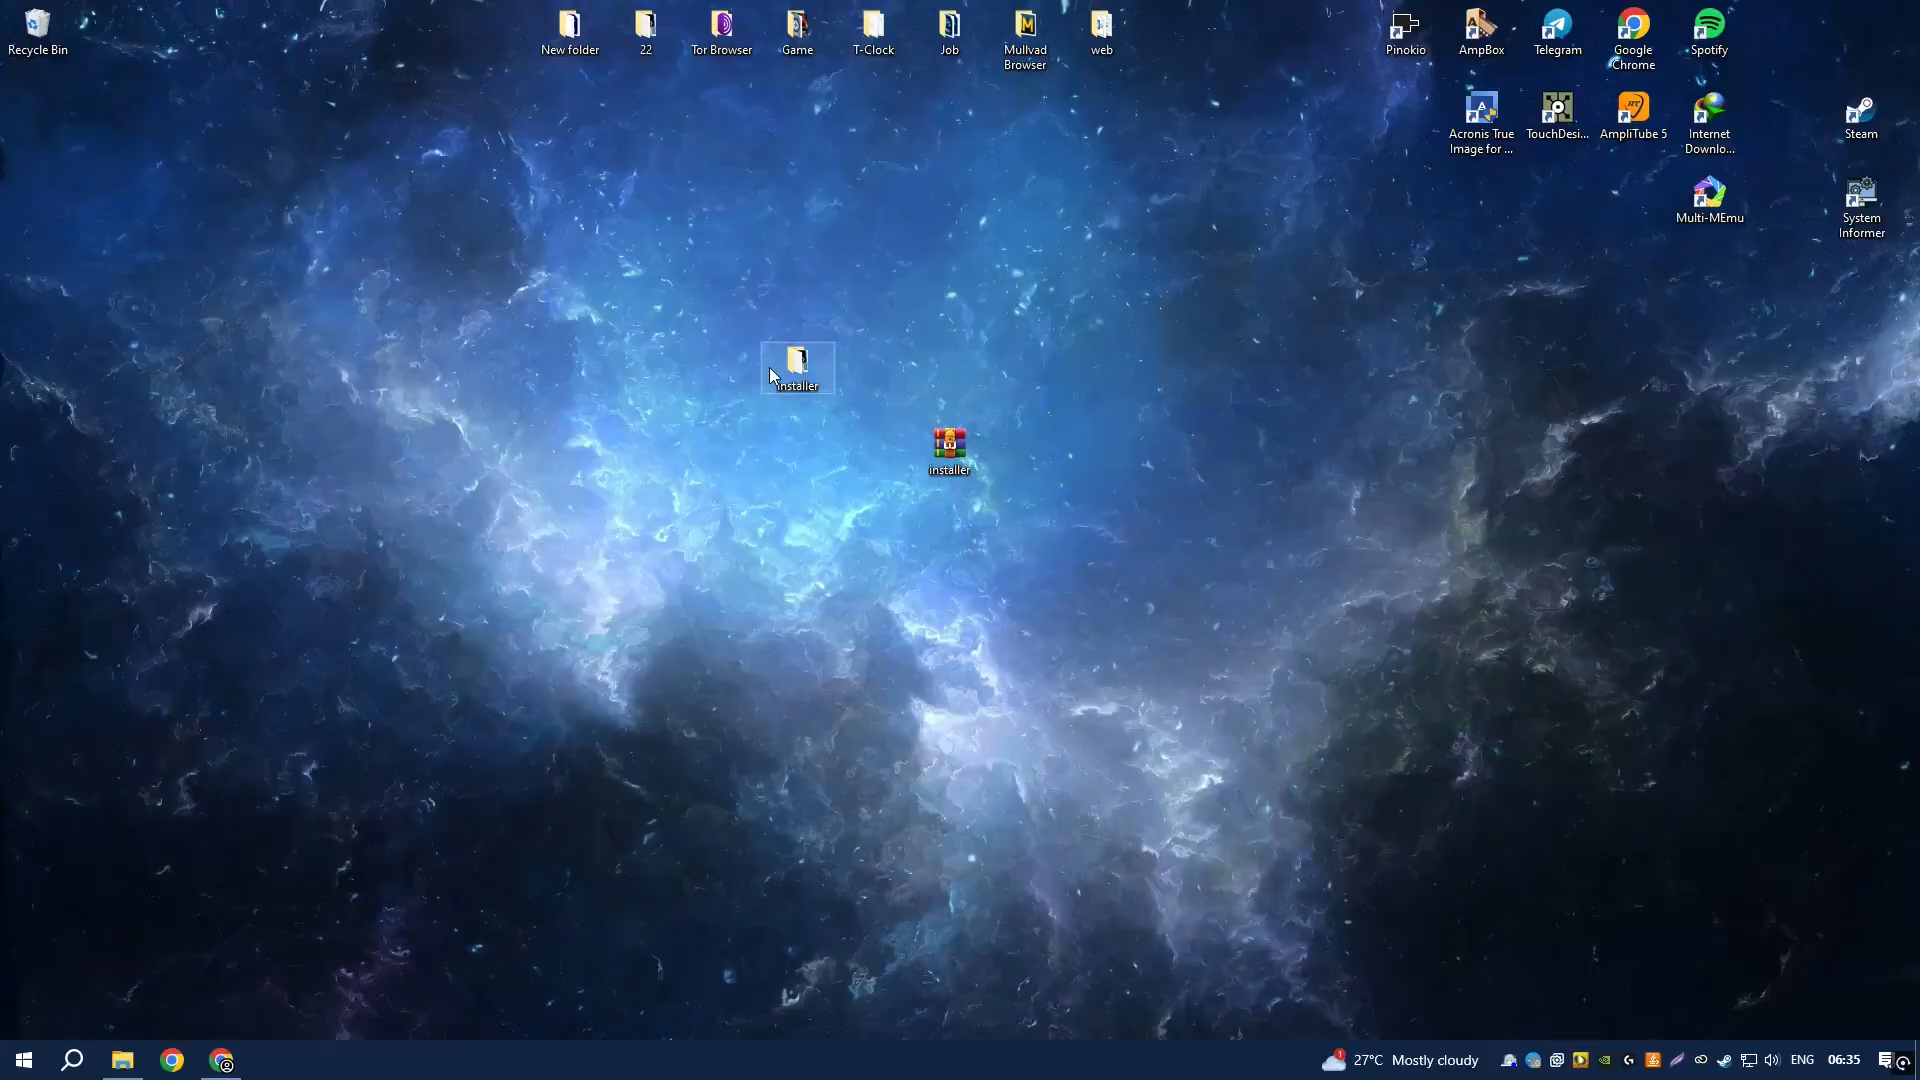 Recycle Bin
New folder
22
Tor Browser
Game
T-Clock
Job
Mullvad
Browser
web
Pinokio
AmpBox
Telegram
Google
Chrome
Spotify
Acronis True
Image for ...
TouchDesi...
AmpliTube 5
Internet
Downlo...
Steam
Multi-MEmu
System
Informer
installer
installer
27°C Mostly cloudy
ENG
06:35